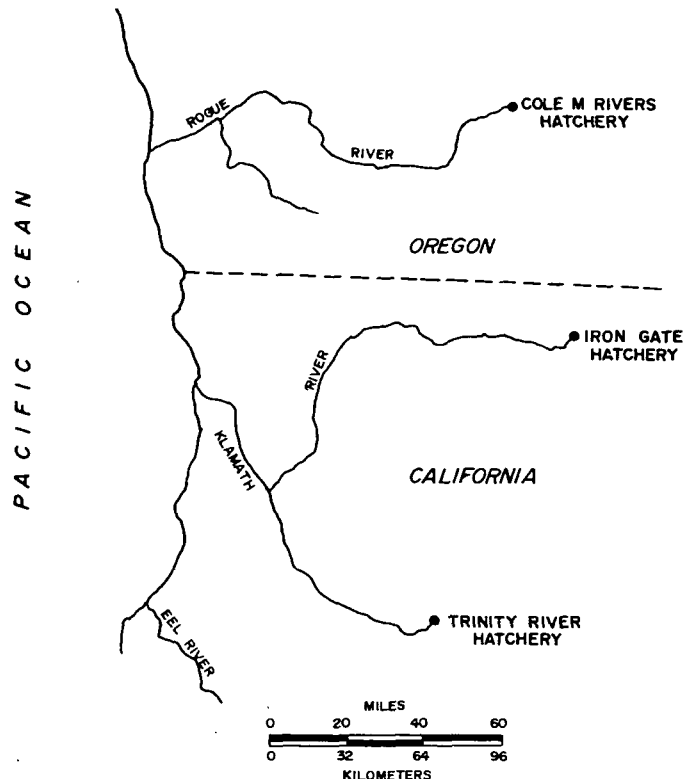 ROGUE
RIVER
COLE M RIVERS
HATCHERY
PACIFIC OCEAN
OREGON
IRON GATE
HATCHERY
RIVER
KLAMATH
CALIFORNIA
EEL RIVER
TRINITY RIVER
HATCHERY
MILES
0 20 40 60
0 32 64 96
KILOMETERS